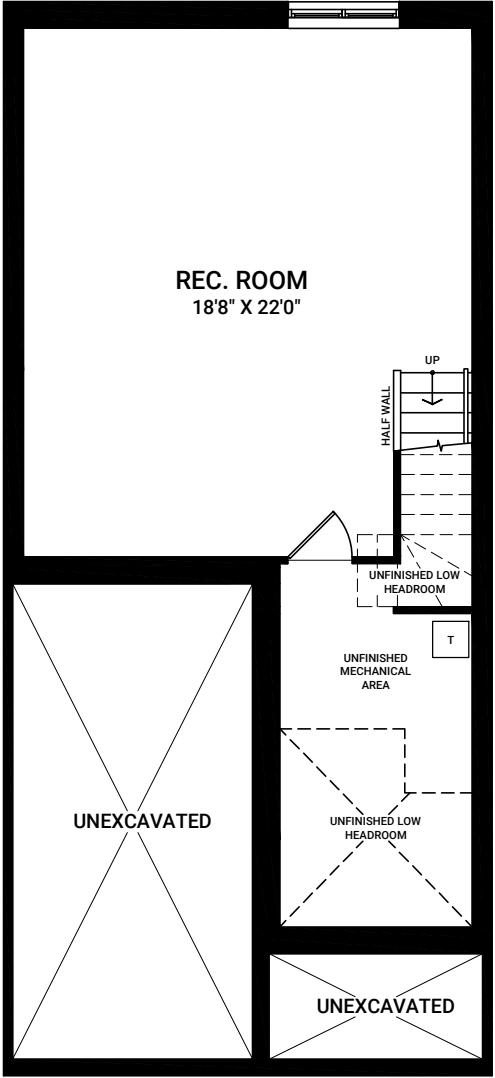 REC. ROOM
18'8" X 22'0"
UP
HALF WALL
UNFINISHED LOW
HEADROOM
T
UNFINISHED
MECHANICAL
AREA
UNEXCAVATED
UNFINISHED LOW
HEADROOM
UNEXCAVATED